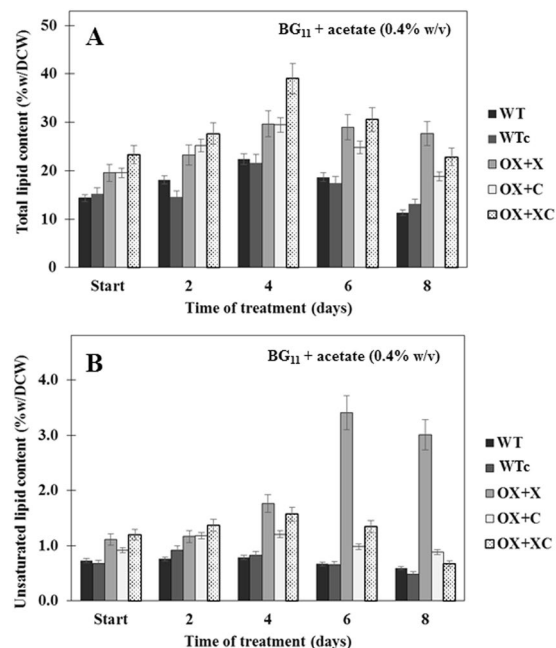 A
BG₁₁ + acetate (0.4% w/v)
Total lipid content (%w/DCW)
50
40
30
20
10
0
Start 2 4 6 8
Time of treatment (days)
WT
WTc
OX+X
OX+C
OX+XC
B
BG₁₁ + acetate (0.4% w/v)
Unsaturated lipid content (%w/DCW)
4.0
3.0
2.0
1.0
0.0
Start 2 4 6 8
Time of treatment (days)
WT
WTc
OX+X
OX+C
OX+XC